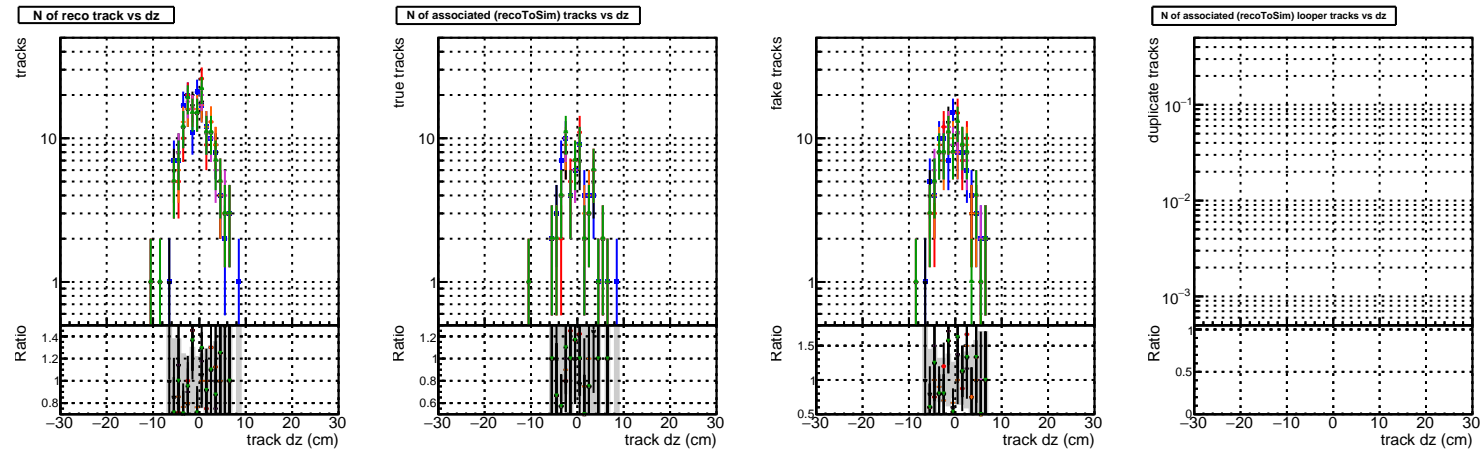 N of reco track vs dz
tracks
10
1
Ratio
1.4
1.2
1
0.8
−30 −20 −10 0 10 20 30
track dz (cm)
N of associated (recoToSim) tracks vs dz
true tracks
10
1
Ratio
1.2
1
0.8
0.6
−30 −20 −10 0 10 20 30
track dz (cm)
fake tracks
10
1
Ratio
1.5
1
0.5
−30 −20 −10 0 10 20 30
track dz (cm)
N of associated (recoToSim) looper tracks vs dz
duplicate tracks
10⁻¹
10⁻²
10⁻³
Ratio
1
0.5
0
−30 −20 −10 0 10 20 30
track dz (cm)